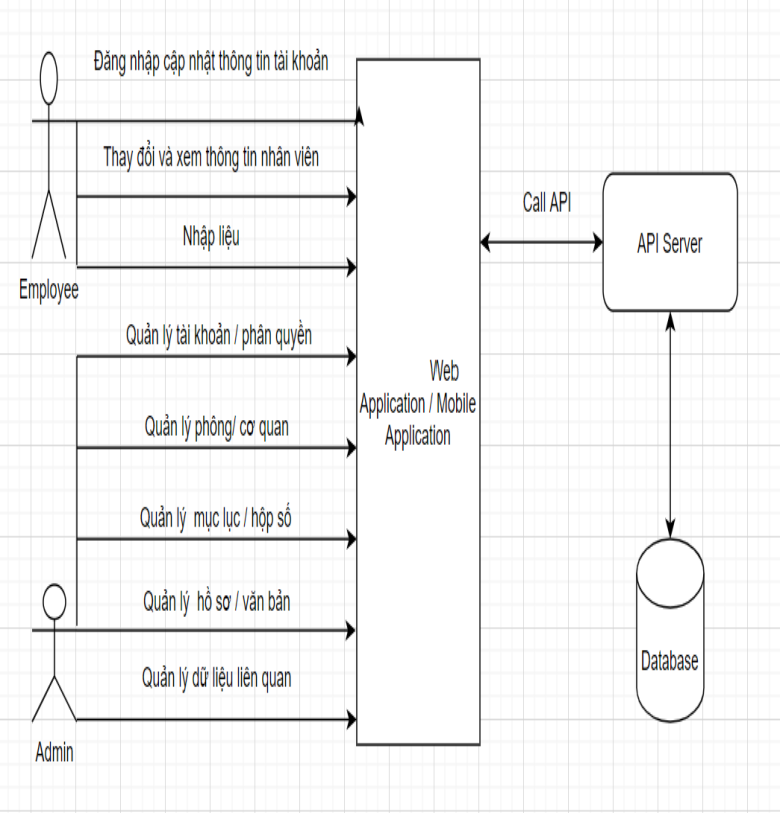 Đăng nhập cập nhật thông tin tài khoản
Thay đổi và xem thông tin nhân viên
Nhập liệu
Employee
Quản lý tài khoản / phân quyền
Quản lý phông/ cơ quan
Quản lý mục lục / hộp số
Quản lý hồ sơ / văn bản
Quản lý dữ liệu liên quan
Admin
Web
Application / Mobile
Application
Call API
API Server
Database